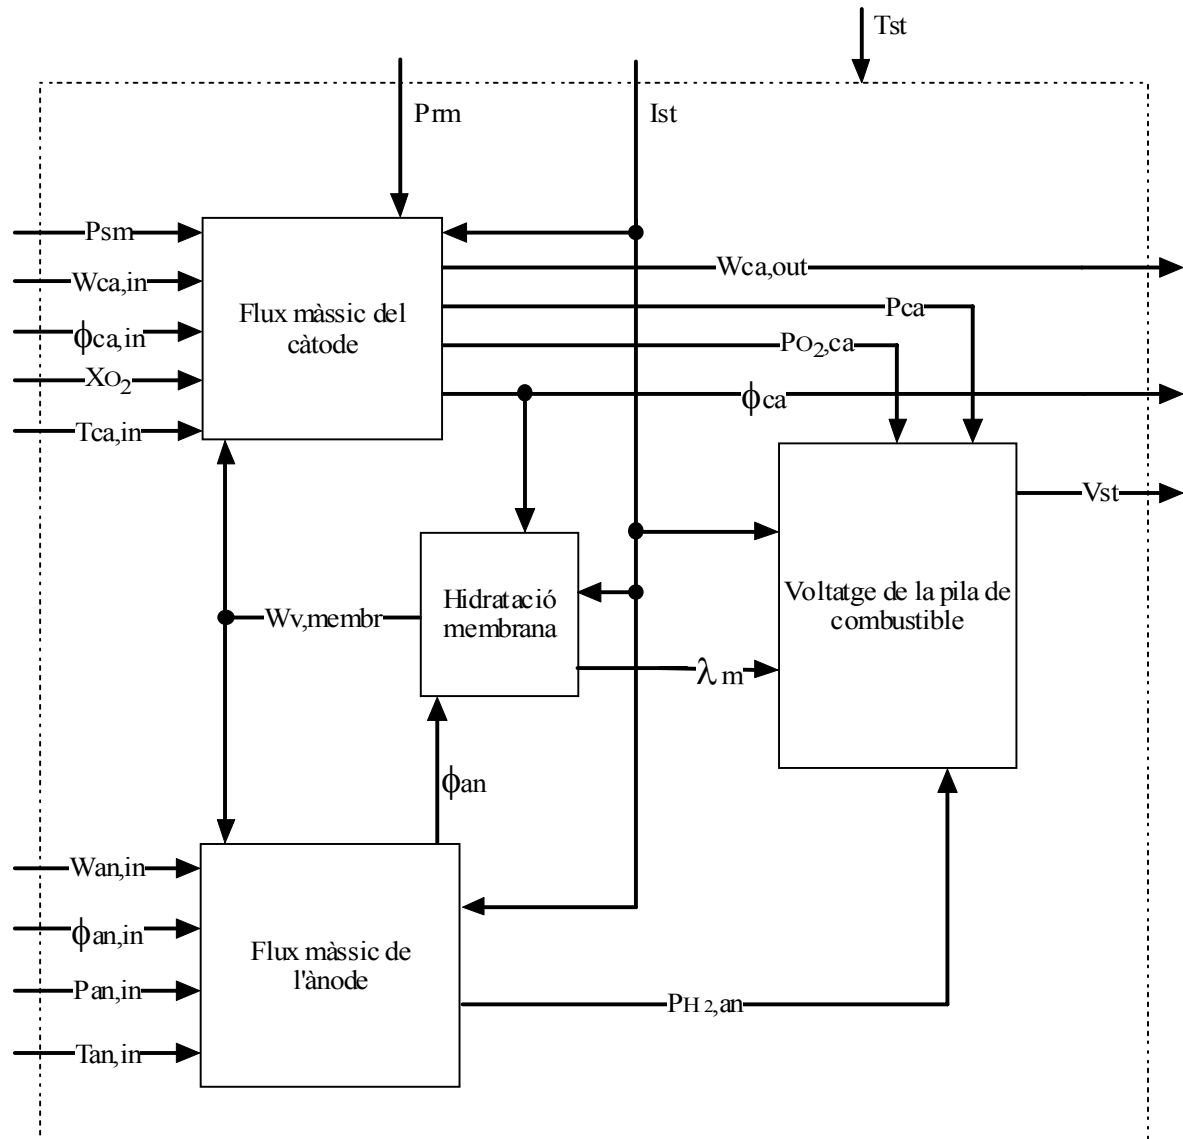 Tst
Prm
Ist
Psm
Wca,in
ϕca,in
XO2
Tca,in
Flux màssic del
càtode
Wca,out
Pca
PO2,ca
ϕca
Vst
Wv,membr
Hidratació
membrana
Voltatge de la pila de
combustible
λm
ϕan
Wan,in
ϕan,in
Pan,in
Tan,in
Flux màssic de
l'ànode
PH2,an